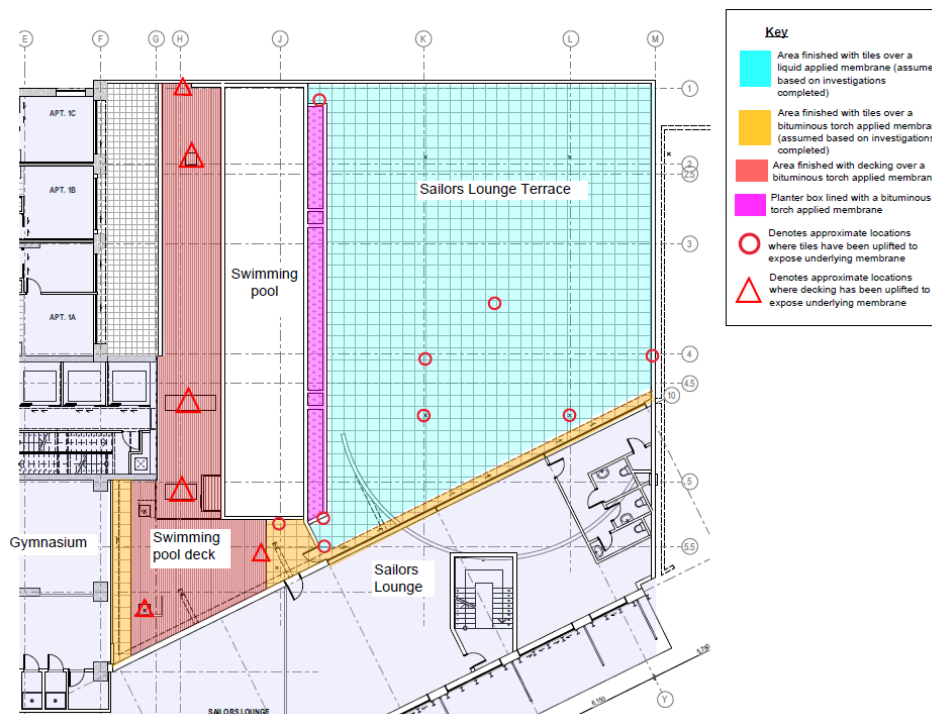 E
F
G
H
J
K
L
M
APT. 1C
APT. 1B
APT. 1A
Swimming
pool
Sailors Lounge Terrace
1
2
2.5
3
4
4.5
10
5
5.5
Gymnasium
Swimming
pool deck
Sailors
Lounge
SAILORS LOUNGE
5,750
6,150
Y
Key
Area finished with tiles over a
liquid applied membrane (assume
based on investigations
completed)
Area finished with tiles over a
bituminous torch applied membran
(assumed based on investigations
completed)
Area finished with decking over a
bituminous torch applied membran
Planter box lined with a bituminous
torch applied membrane
Denotes approximate locations
where tiles have been uplifted to
expose underlying membrane
Denotes approximate locations
where decking has been uplifted to
expose underlying membrane